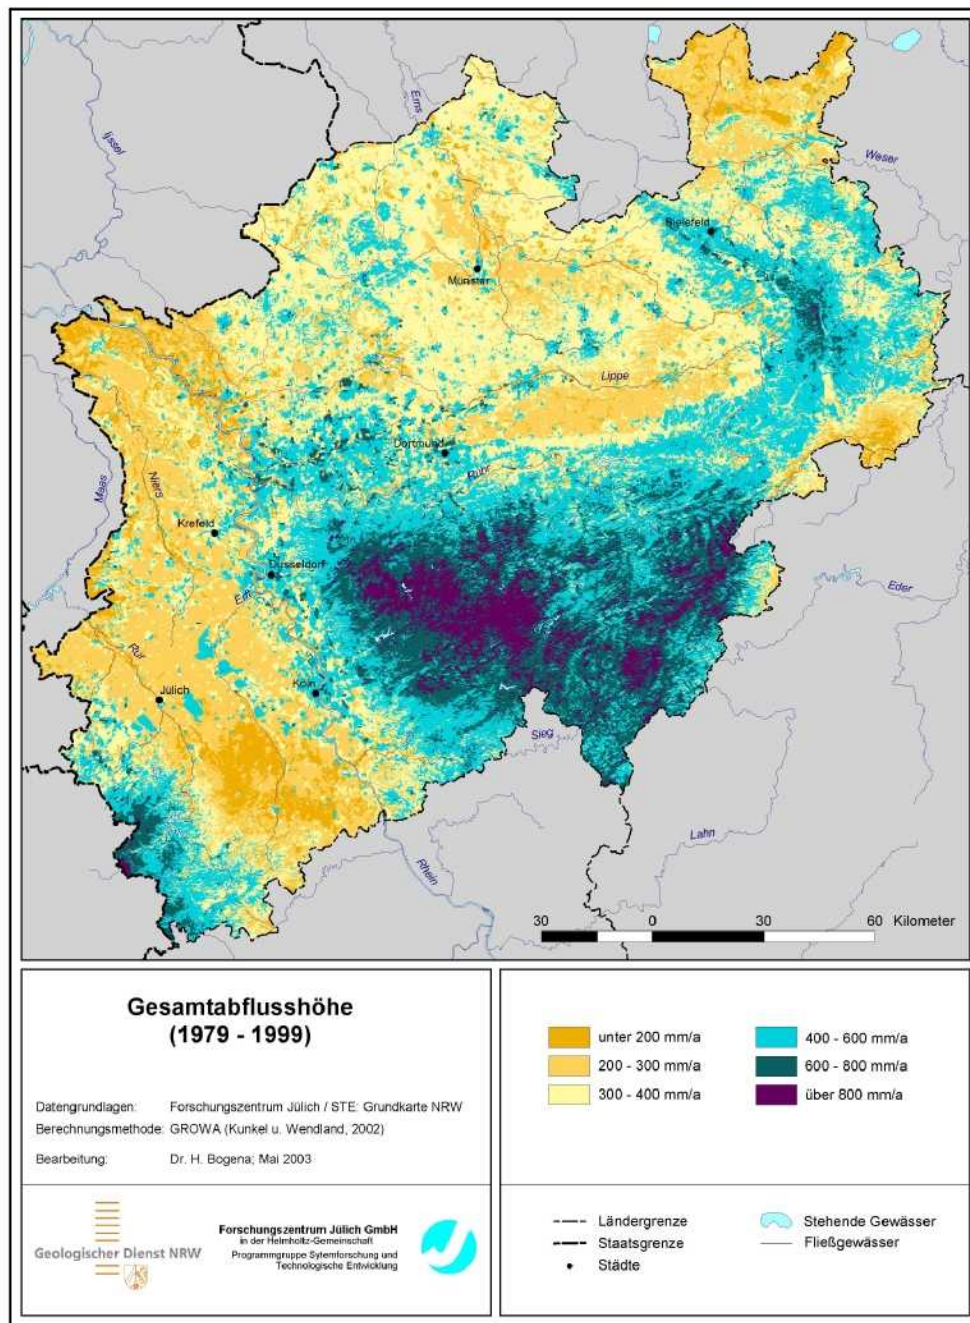 Ijssel
Ems
Weser
Bielefeld
Münster
Lippe
Dortmund
Ruhr
Maas
Niers
Krefeld
Düsseldorf
Erft
Eder
Rur
Jülich
Köln
Sieg
Lahn
Rhein
30 0 30 60 Kilometer
Gesamtabflusshöhe
(1979 - 1999)
Datengrundlagen: Forschungszentrum Jülich / STE: Grundkarte NRW
Berechnungsmethode: GROWA (Kunkel u. Wendland, 2002)
Bearbeitung: Dr. H. Bogena; Mai 2003
Geologischer Dienst NRW
Forschungszentrum Jülich GmbH
in der Helmholtz-Gemeinschaft
Programmgruppe Sytemforschung und
Technologische Entwicklung
unter 200 mm/a
200 - 300 mm/a
300 - 400 mm/a
400 - 600 mm/a
600 - 800 mm/a
über 800 mm/a
Ländergrenze
Staatsgrenze
Städte
Stehende Gewässer
Fließgewässer